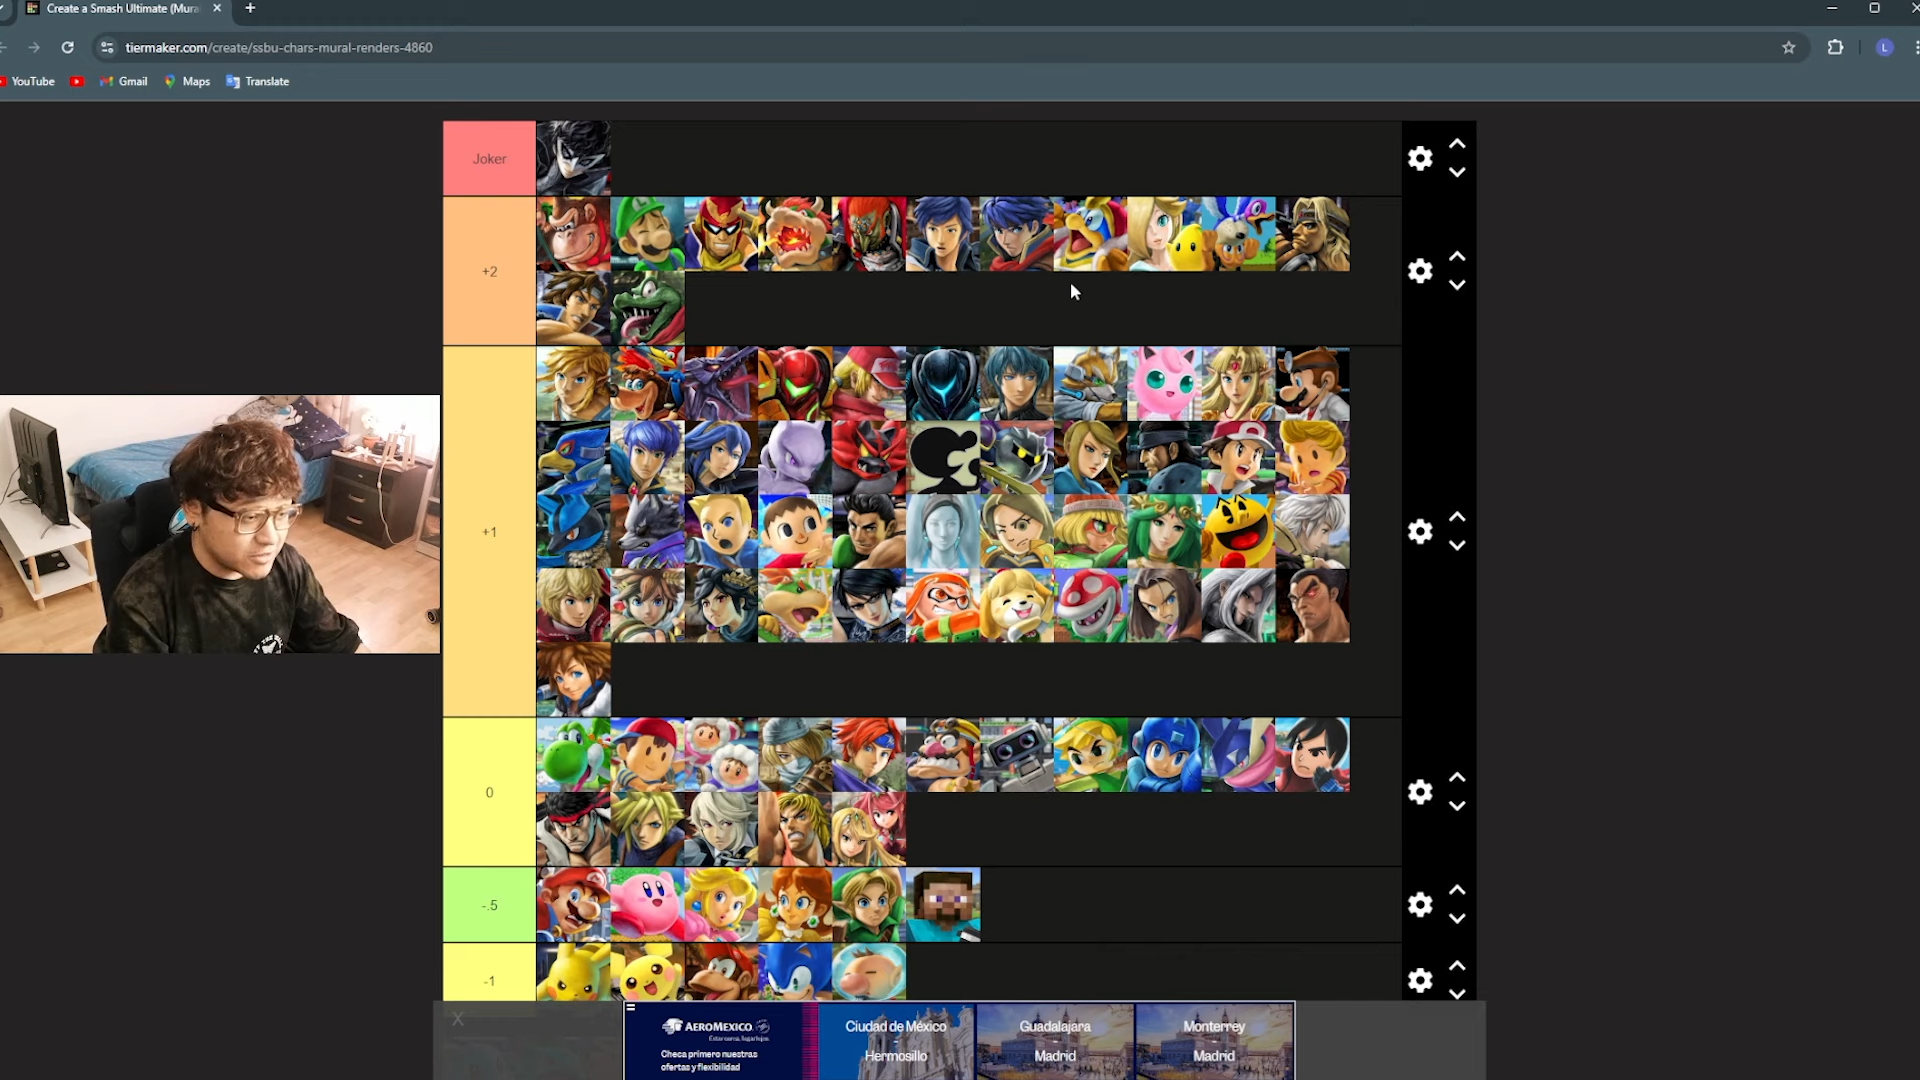 Create a Smash Ultimate (Mura
tiermaker.com/create/ssbu-chars-mural-renders-4860
L
YouTube
Gmail
Maps
Translate
Joker
+2
+1
0
-.5
-1
X
AEROMEXICO
Checa primero nuestras
ofertas y flexibilidad
Ciudad de México
-
Hermosillo
Guadalajara
-
Madrid
Monterrey
-
Madrid